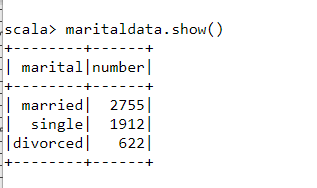 scala> maritaldata.show()
+--------+------+
| marital|number|
+--------+------+
| married|  2755|
|  single|  1912|
|divorced|   622|
+--------+------+